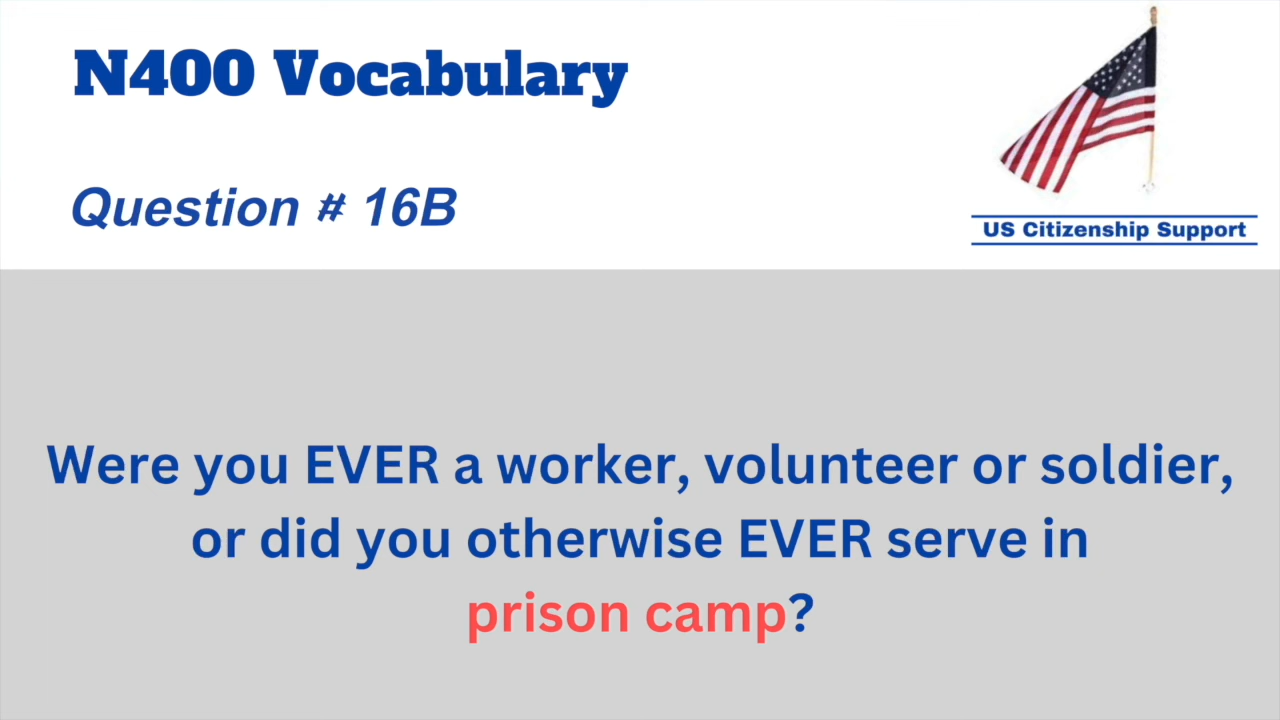 N400 Vocabulary
Question # 16B
US Citizenship Support
Were you EVER a worker, volunteer or soldier,
or did you otherwise EVER serve in
prison camp?